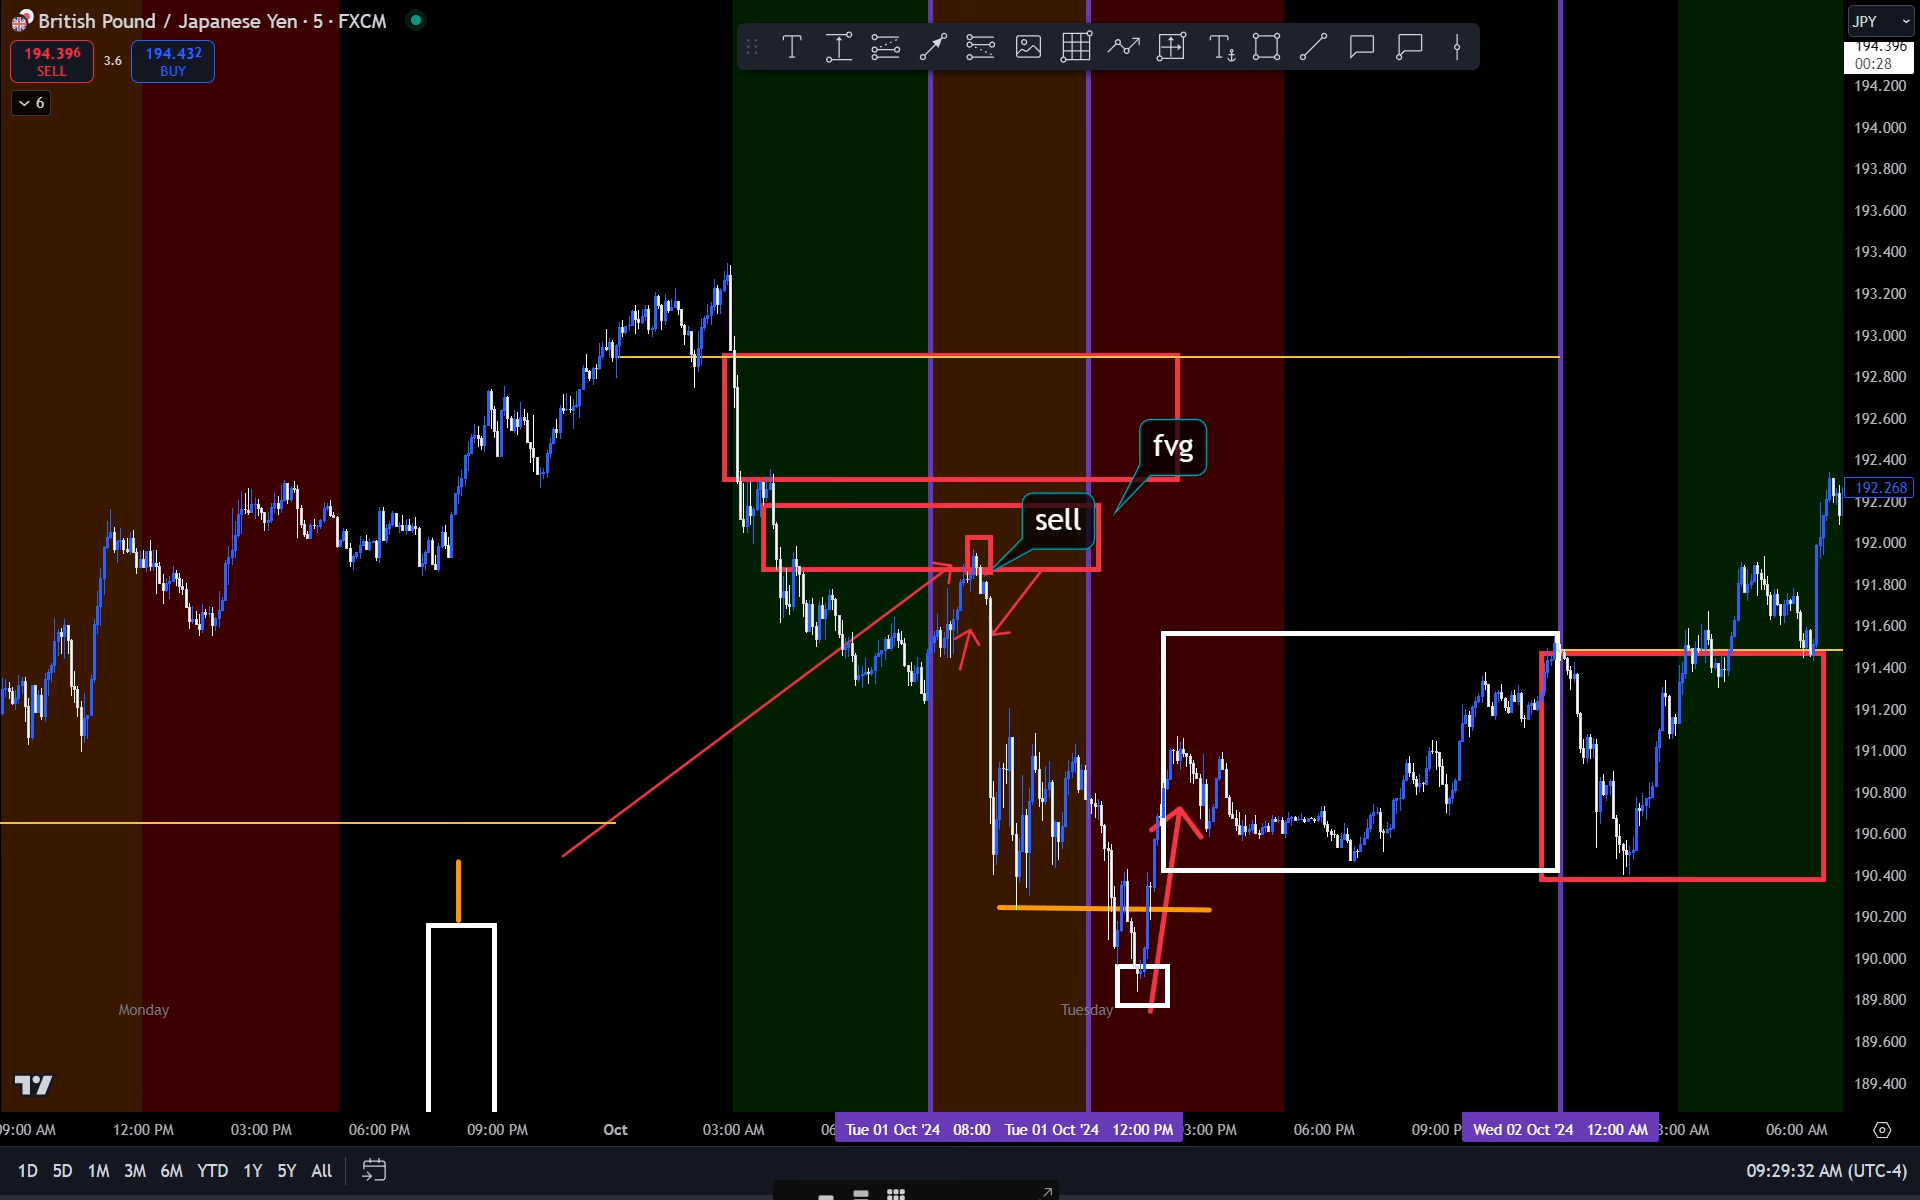 British Pound / Japanese Yen · 5 · FXCM
JPY
194.396
SELL
3.6
194.432
BUY
6
194.396
00:28
194.200
194.000
193.800
193.600
193.400
193.200
193.000
192.800
192.600
192.400
192.268
192.200
192.000
191.800
191.600
191.400
191.200
191.000
190.800
190.600
190.400
190.200
190.000
189.800
189.600
189.400
fvg
sell
Monday
Tuesday
09:00 AM
12:00 PM
03:00 PM
06:00 PM
09:00 PM
Oct
03:00 AM
Tue 01 Oct '24 08:00
Tue 01 Oct '24 12:00 PM
3:00 PM
06:00 PM
09:00 P
Wed 02 Oct '24 12:00 AM
3:00 AM
06:00 AM
1D 5D 1M 3M 6M YTD 1Y 5Y All
09:29:32 AM (UTC-4)